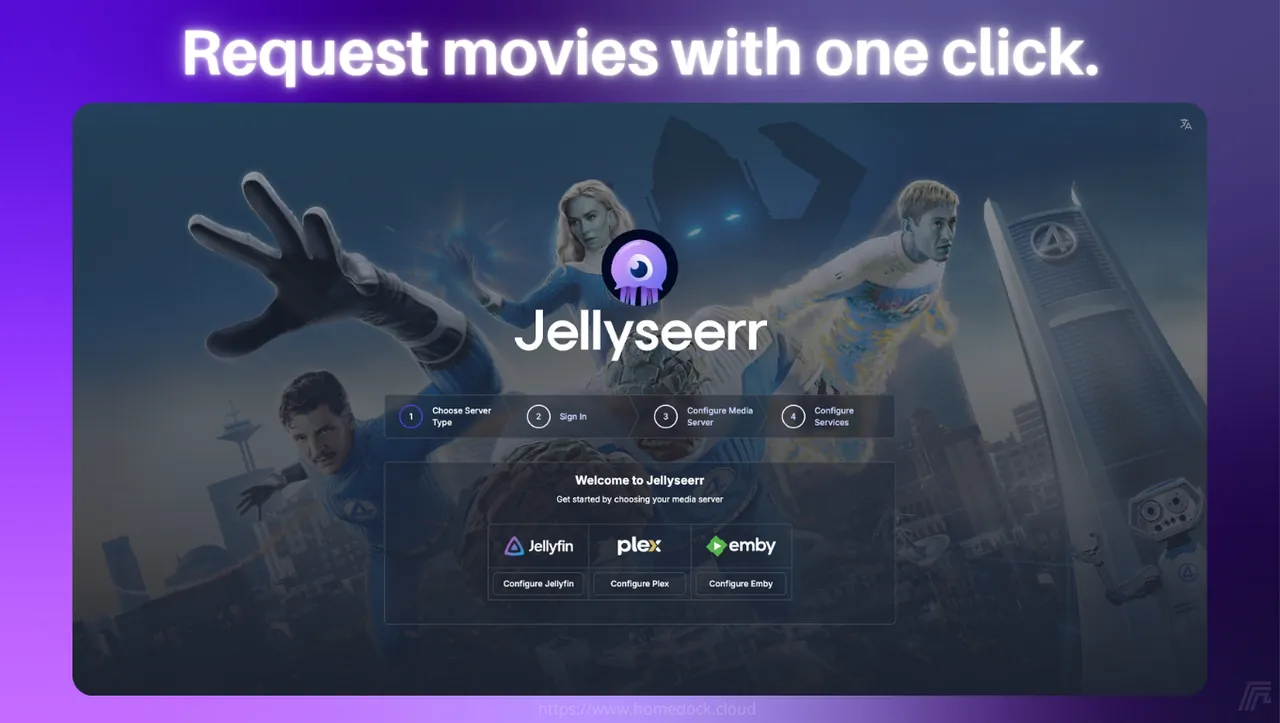 Request movies with one click.
Jellyseerr
1 Choose Server Type
2 Sign In
3 Configure Media Server
4 Configure Services
Welcome to Jellyseerr
Get started by choosing your media server
Jellyfin plex emby
Configure Jellyfin Configure Plex Configure Emby
https://www.homedock.cloud